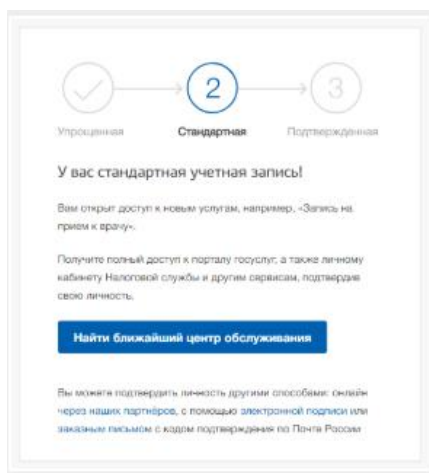 2
3
Упрощенная
Стандартная
Подтвержденная
У вас стандартная учетная запись!
Вам открыт доступ к новым услугам, например, «Запись на
прием к врачу».
Получите полный доступ к порталу госуслуг, а также личному
кабинету Налоговой службы и другим сервисам, подтвердив
свою личность.
Найти ближайший центр обслуживания
Вы можете подтвердить личность другими способами: онлайн
через наших партнёров, с помощью электронной подписи или
заказным письмом с кодом подтверждения по Почте России